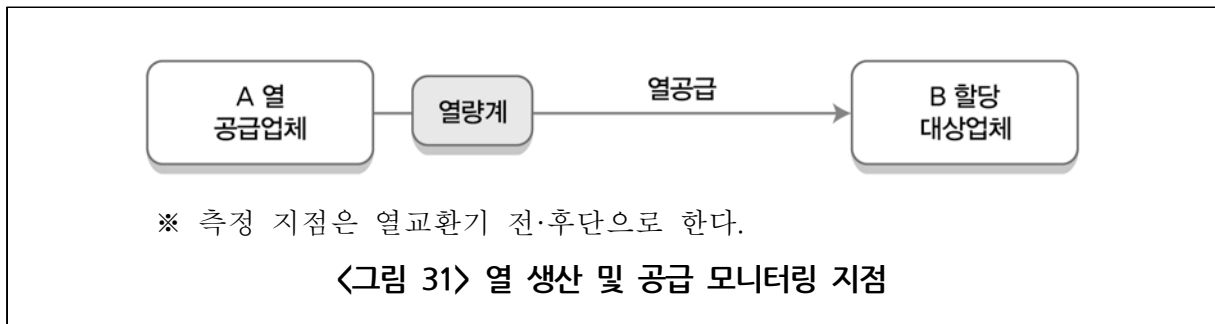 A 열
공급업체
열량계
열공급
B 할당
대상업체
※ 측정 지점은 열교환기 전·후단으로 한다.
<그림 31> 열 생산 및 공급 모니터링 지점